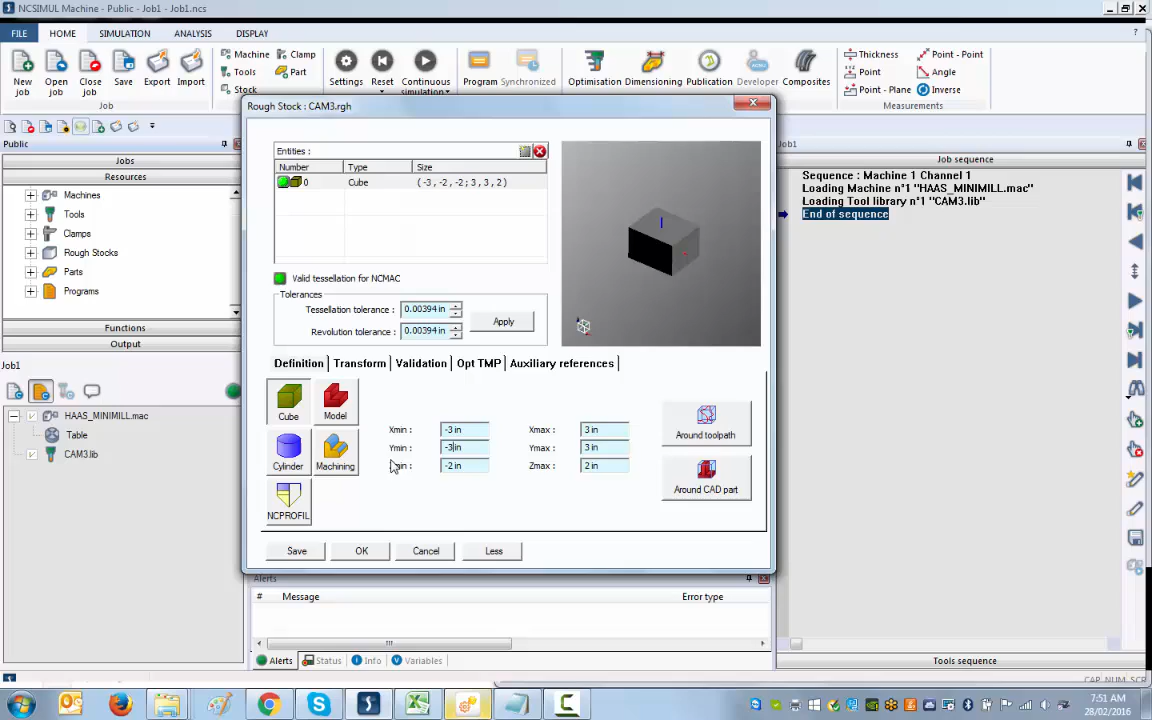 NCSIMUL Machine - Public - Job1 - Job1.ncs
FILE HOME SIMULATION ANALYSIS DISPLAY
New job
Open job
Close job
Save
Export
Import
Job
Machine
Clamp
Tools
Part
Stock
Settings
Reset
Continuous simulation
Program
Synchronized
Optimisation
Dimensioning
Publication
Developer
Composites
Thickness
Point - Point
Point
Angle
Point - Plane
Inverse
Measurements
Public
Jobs
Resources
Machines
Tools
Clamps
Rough Stocks
Parts
Programs
Functions
Output
Job1
HAAS_MINIMILL.mac
Table
CAM3.lib
Rough Stock : CAM3.rgh
Entities :
Number Type Size
0 Cube (-3,-2,-2;3,3,2)
Valid tessellation for NCMAC
Tolerances
Tessellation tolerance : 0.00394 in
Revolution tolerance : 0.00394 in
Apply
Definition Transform Validation Opt TMP Auxiliary references
Cube
Model
Cylinder
Machining
NCPROFIL
Xmin : -3 in Xmax : 3 in
Ymin : -3 in Ymax : 3 in
min : -2 in Zmax : 2 in
Around toolpath
Around CAD part
Save OK Cancel Less
Alerts
# Message Error type
Alerts Status Info Variables
Job1
Job sequence
Sequence : Machine 1 Channel 1
Loading Machine n°1 "HAAS_MINIMILL.mac"
Loading Tool library n°1 "CAM3.lib"
End of sequence
Tools sequence
CAP NUM SCR
7:51 AM
28/02/2016